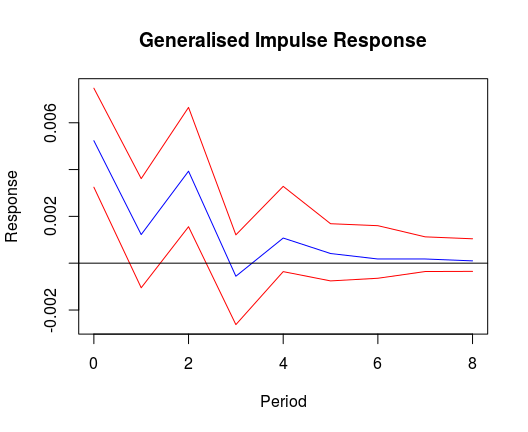 Generalised Impulse Response
Response
0.006
0.002
-0.002
0 2 4 6 8
Period